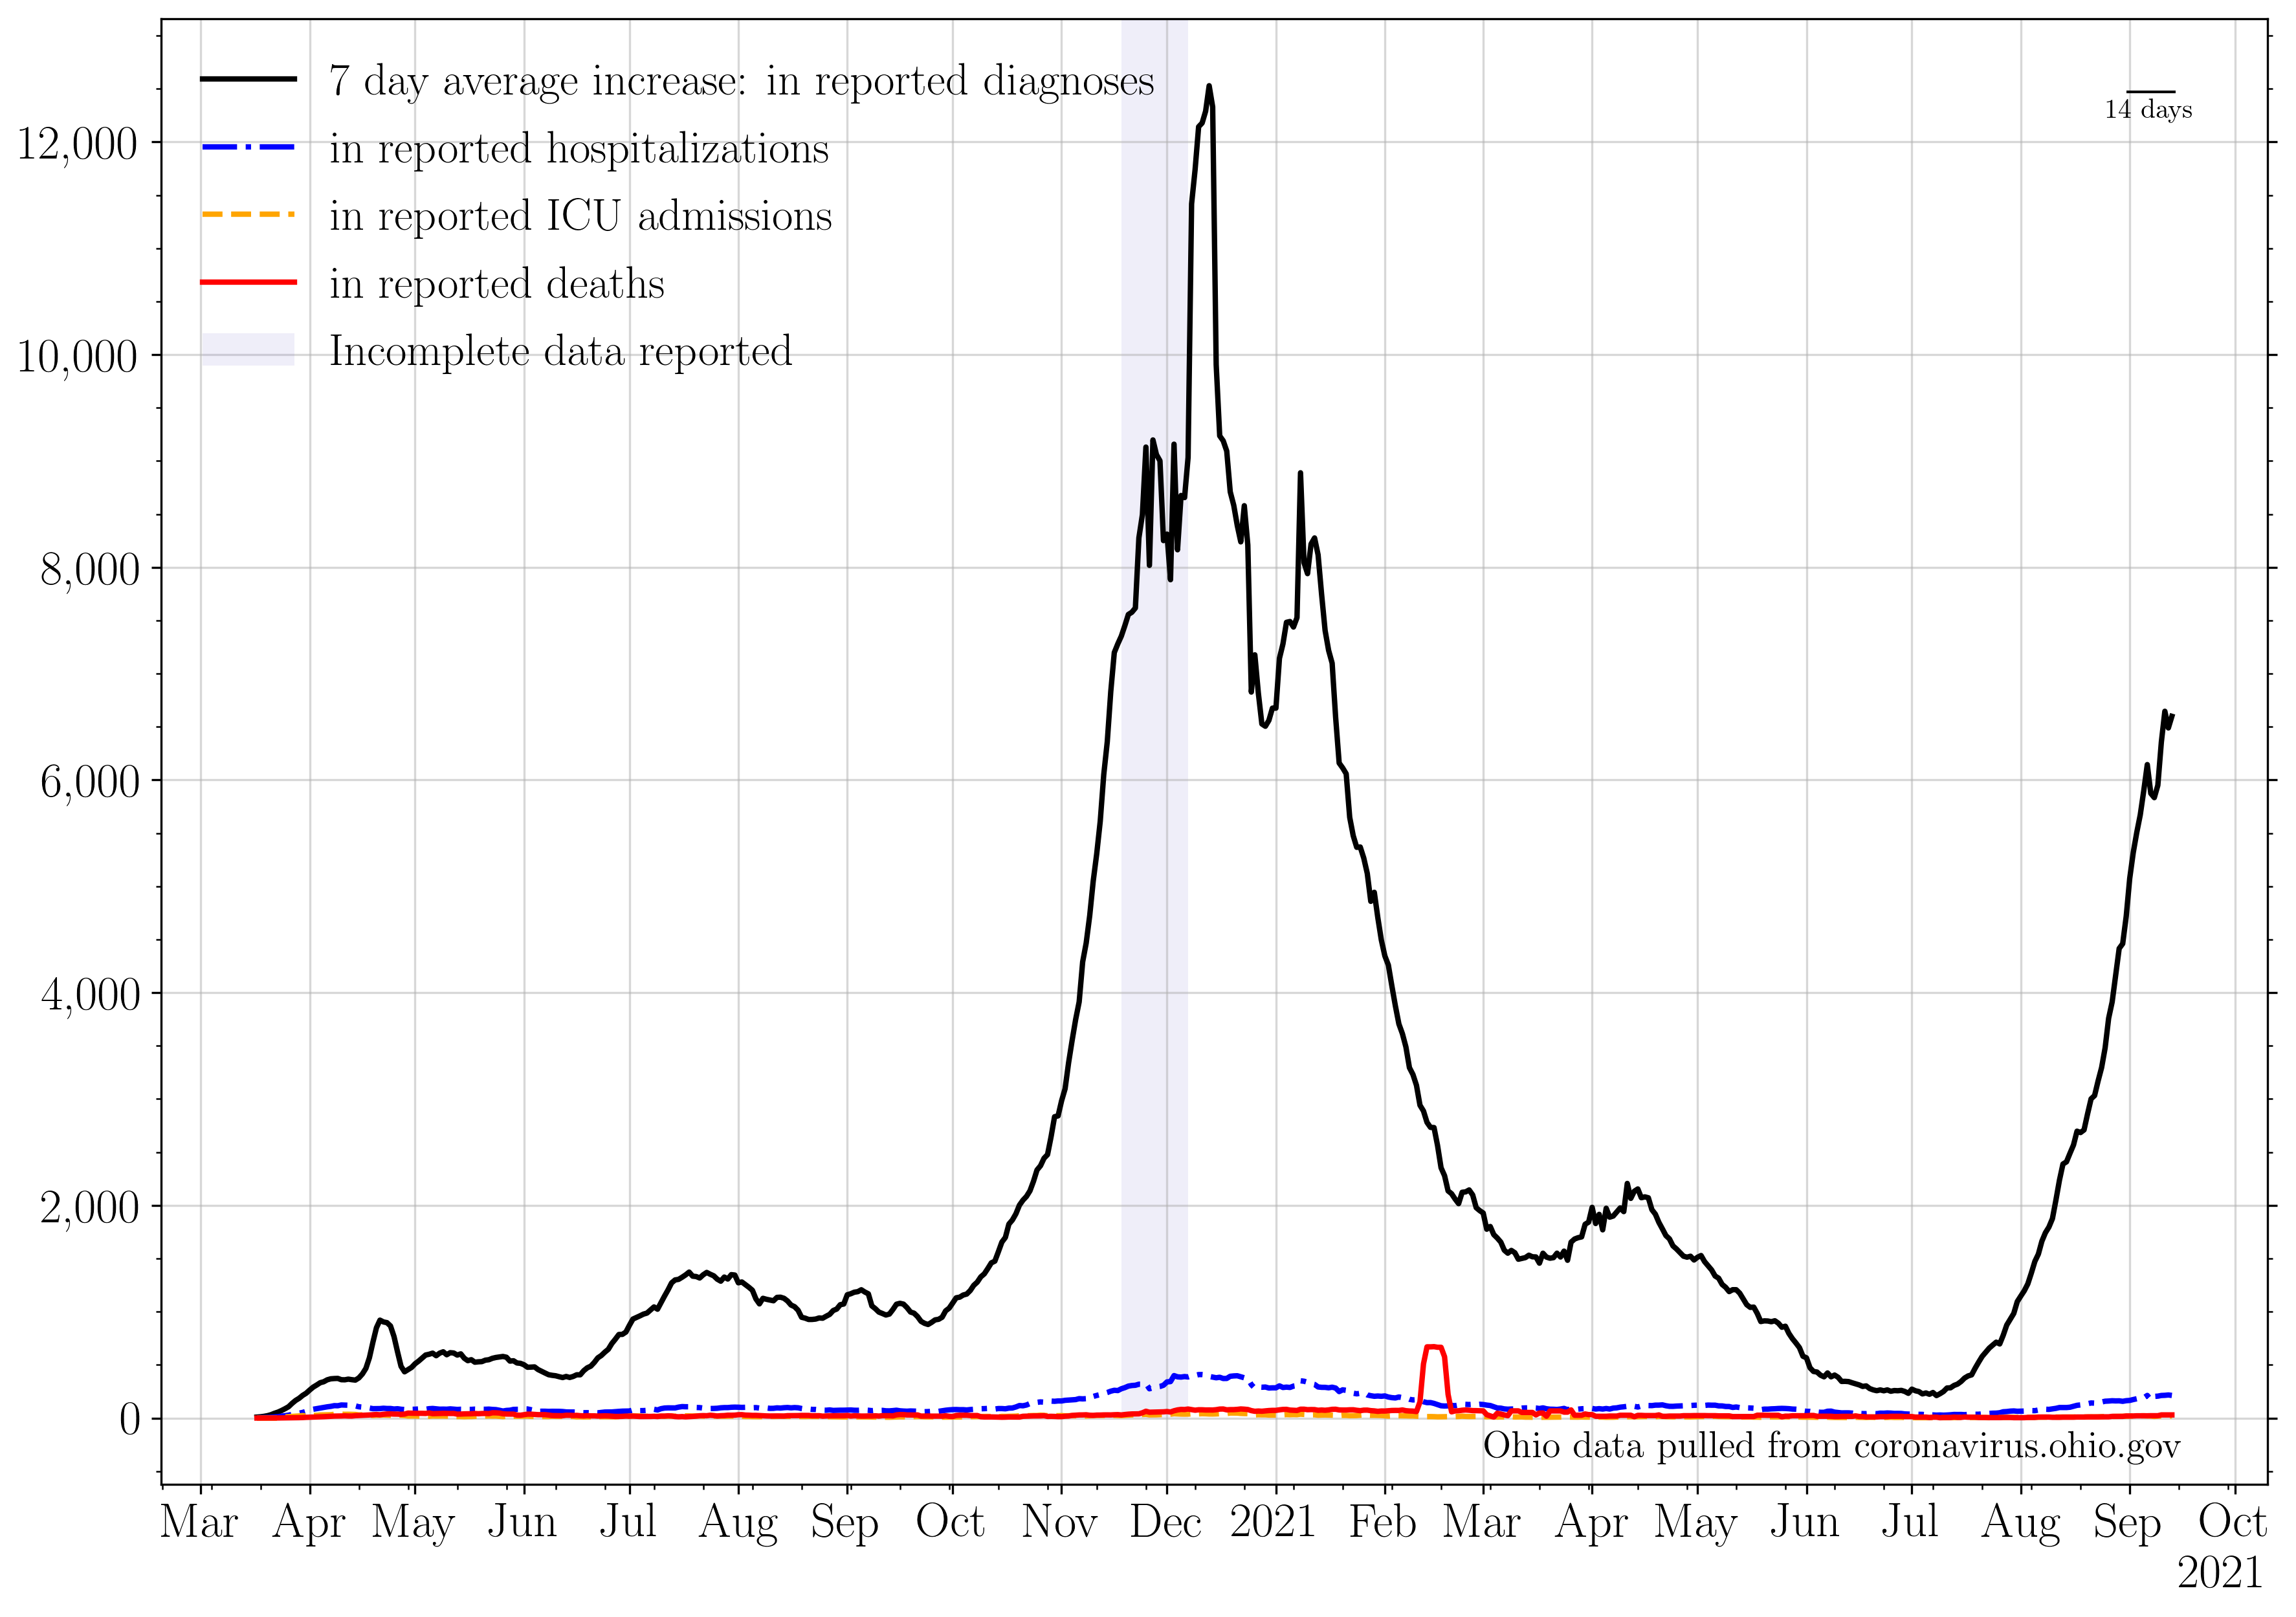 7 day average increase: in reported diagnoses
in reported hospitalizations
in reported ICU admissions
in reported deaths
Incomplete data reported
14 days
12,000
10,000
8,000
6,000
4,000
2,000
0
Ohio data pulled from coronavirus.ohio.gov
Mar Apr May Jun Jul Aug Sep Oct Nov Dec 2021 Feb Mar Apr May Jun Jul Aug Sep Oct
2021